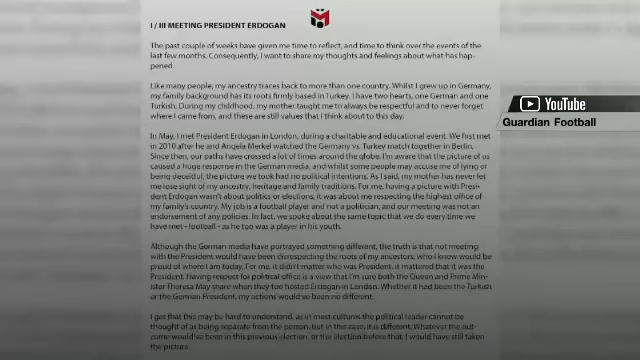 I / III MEETING PRESIDENT ERDOGAN
The past couple of weeks have given me time to reflect, and time to think over the events of the
last few months. Consequently, I want to share my thoughts and feelings about what has hap-
pened.
Like many people, my ancestry traces back to more than one country. Whilst I grew up in Germany,
my family background has its roots firmly based in Turkey. I have two hearts, one German and one
Turkish. During my childhood, my mother taught me to always be respectful and to never forget
where I came from, and these are still values that I think about to this day.
In May, I met President Erdogan in London, during a charitable and educational event. We first met
in 2010 after he and Angela Merkel watched the Germany vs. Turkey match together in Berlin.
Since then, our paths have crossed a lot of times around the globe. I'm aware that the picture of us
caused a huge response in the German media, and whilst some people may accuse me of lying or
being deceitful, the picture we took had no political intentions. As I said, my mother has never let
me lose sight of my ancestry, heritage and family traditions. For me, having a picture with Presi-
dent Erdogan wasn't about politics or elections, it was about me respecting the highest office of
my family's country. My job is a football player and not a politician, and our meeting was not an
endorsement of any policies. In fact, we spoke about the same topic that we do every time we
have met - football - as he too was a player in his youth.
Although the German media have portrayed something different, the truth is that not meeting
with the President would have been disrespecting the roots of my ancestors, who I know would be
proud of where I am today. For me, it didn't matter who was President, it mattered that it was the
President. Having respect for political office is a view that I'm sure both the Queen and Prime Min-
ister Theresa May share when they too hosted Erdogan in London. Whether it had been the Turkish
or the German President, my actions would've been no different.
I get that this may be hard to understand, as in most cultures the political leader cannot be
thought of as being separate from the person, but in this case, it is different. Whatever the out-
come would've been in this previous election, or the election before that, I would have still taken
the picture.
YouTube
Guardian Football